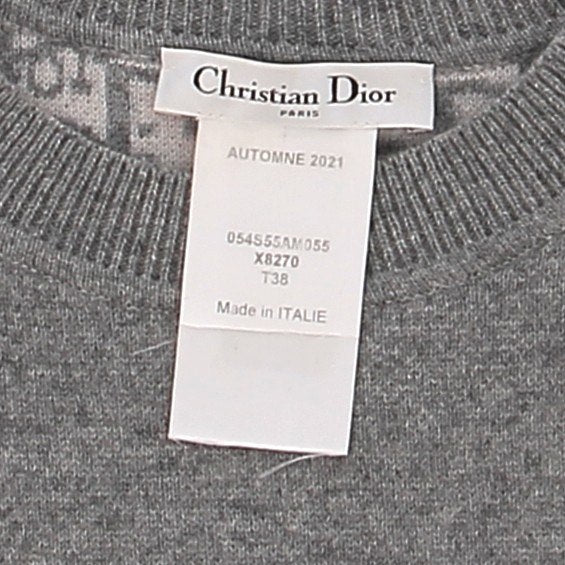 Christian Dior
PARIS
AUTOMNE 2021
054S55AM055
X8270
T38
Made in ITALIE